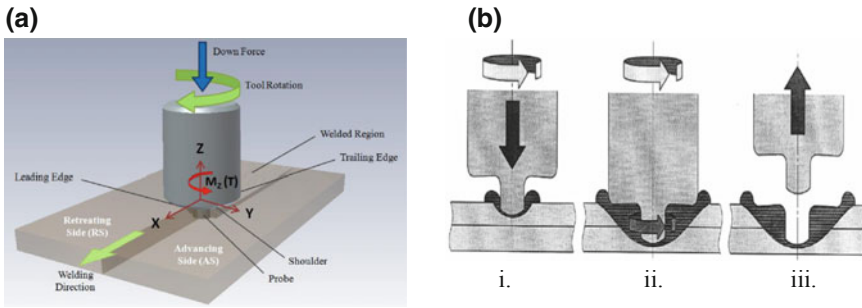 (a)
Down Force
Tool Rotation
Welded Region
Z
Trailing Edge
Leading Edge
M_Z (T)
X
Y
Retreating
Side (RS)
Advancing
Side (AS)
Shoulder
Welding
Direction
Probe
(b)
i.
ii.
iii.